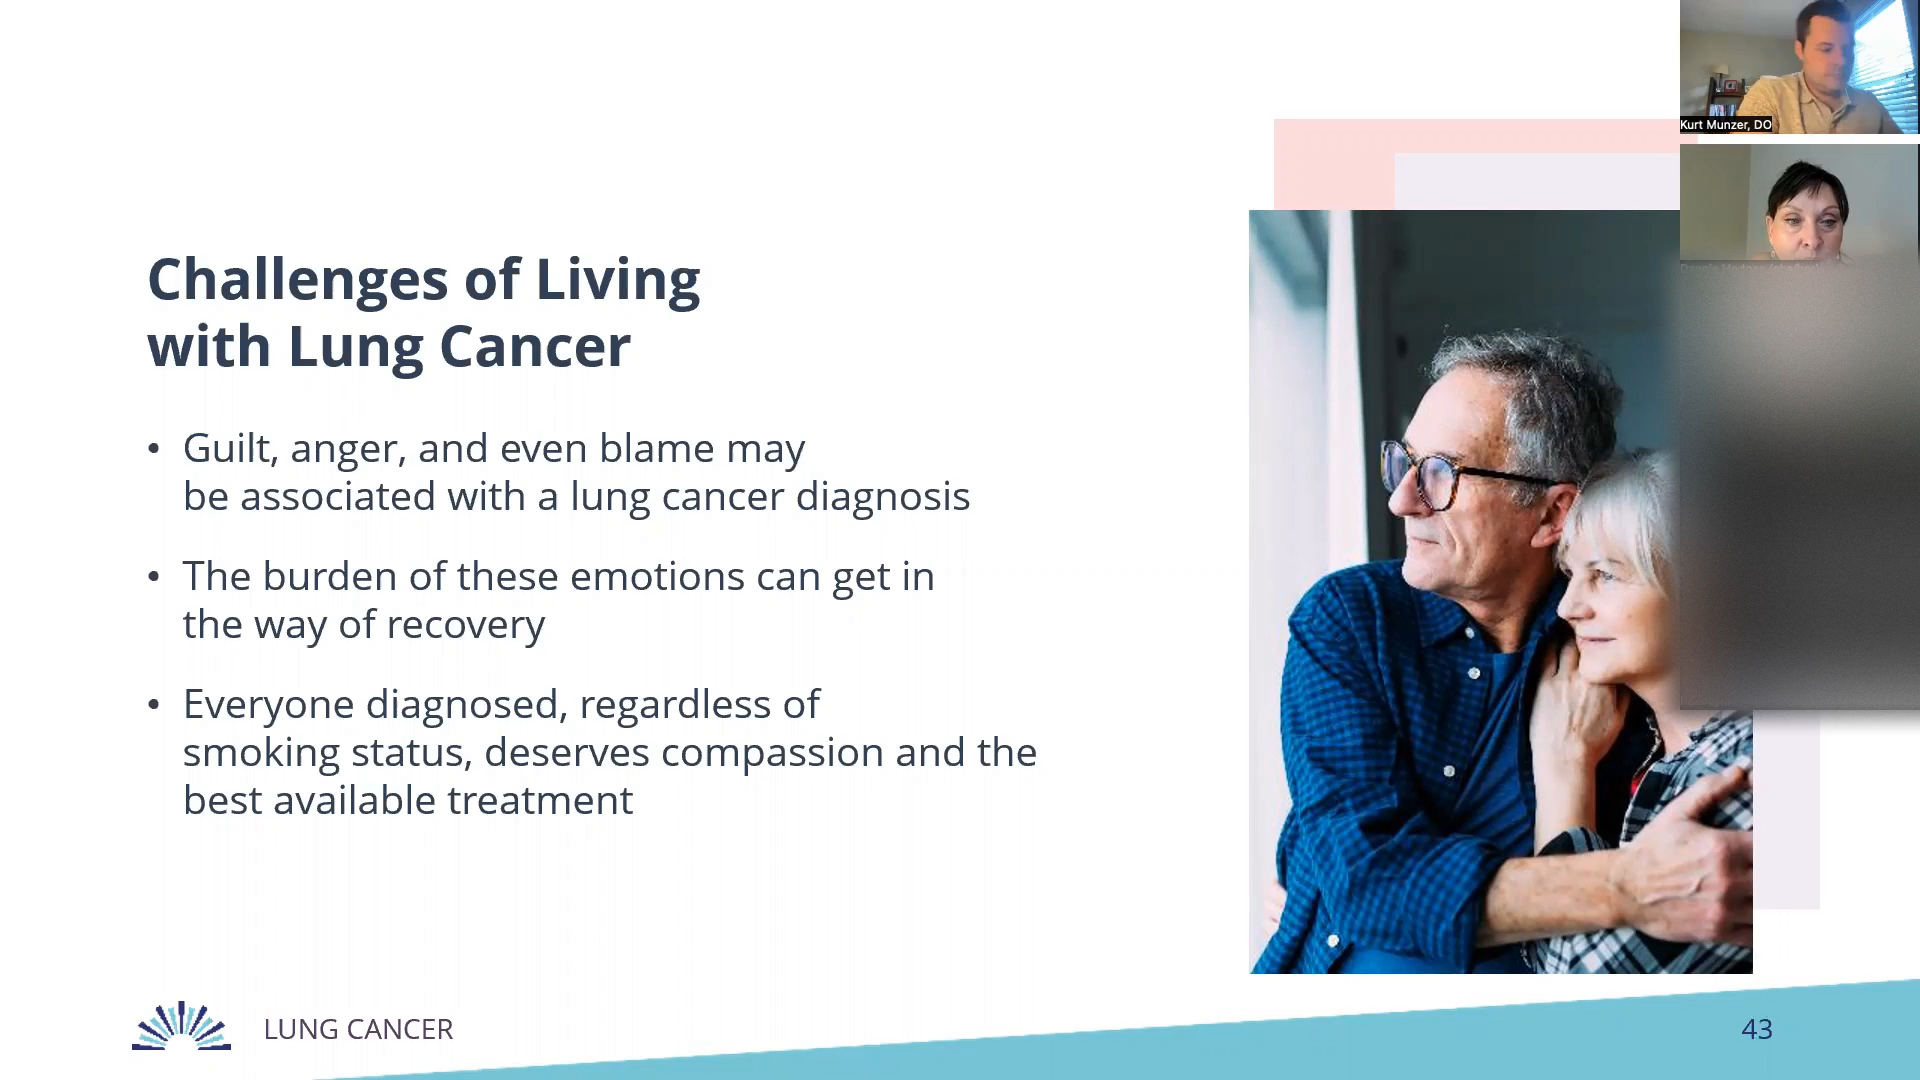 Kurt Munzer, DO
Challenges of Living
with Lung Cancer
• Guilt, anger, and even blame may
be associated with a lung cancer diagnosis
• The burden of these emotions can get in
the way of recovery
• Everyone diagnosed, regardless of
smoking status, deserves compassion and the
best available treatment
LUNG CANCER
43